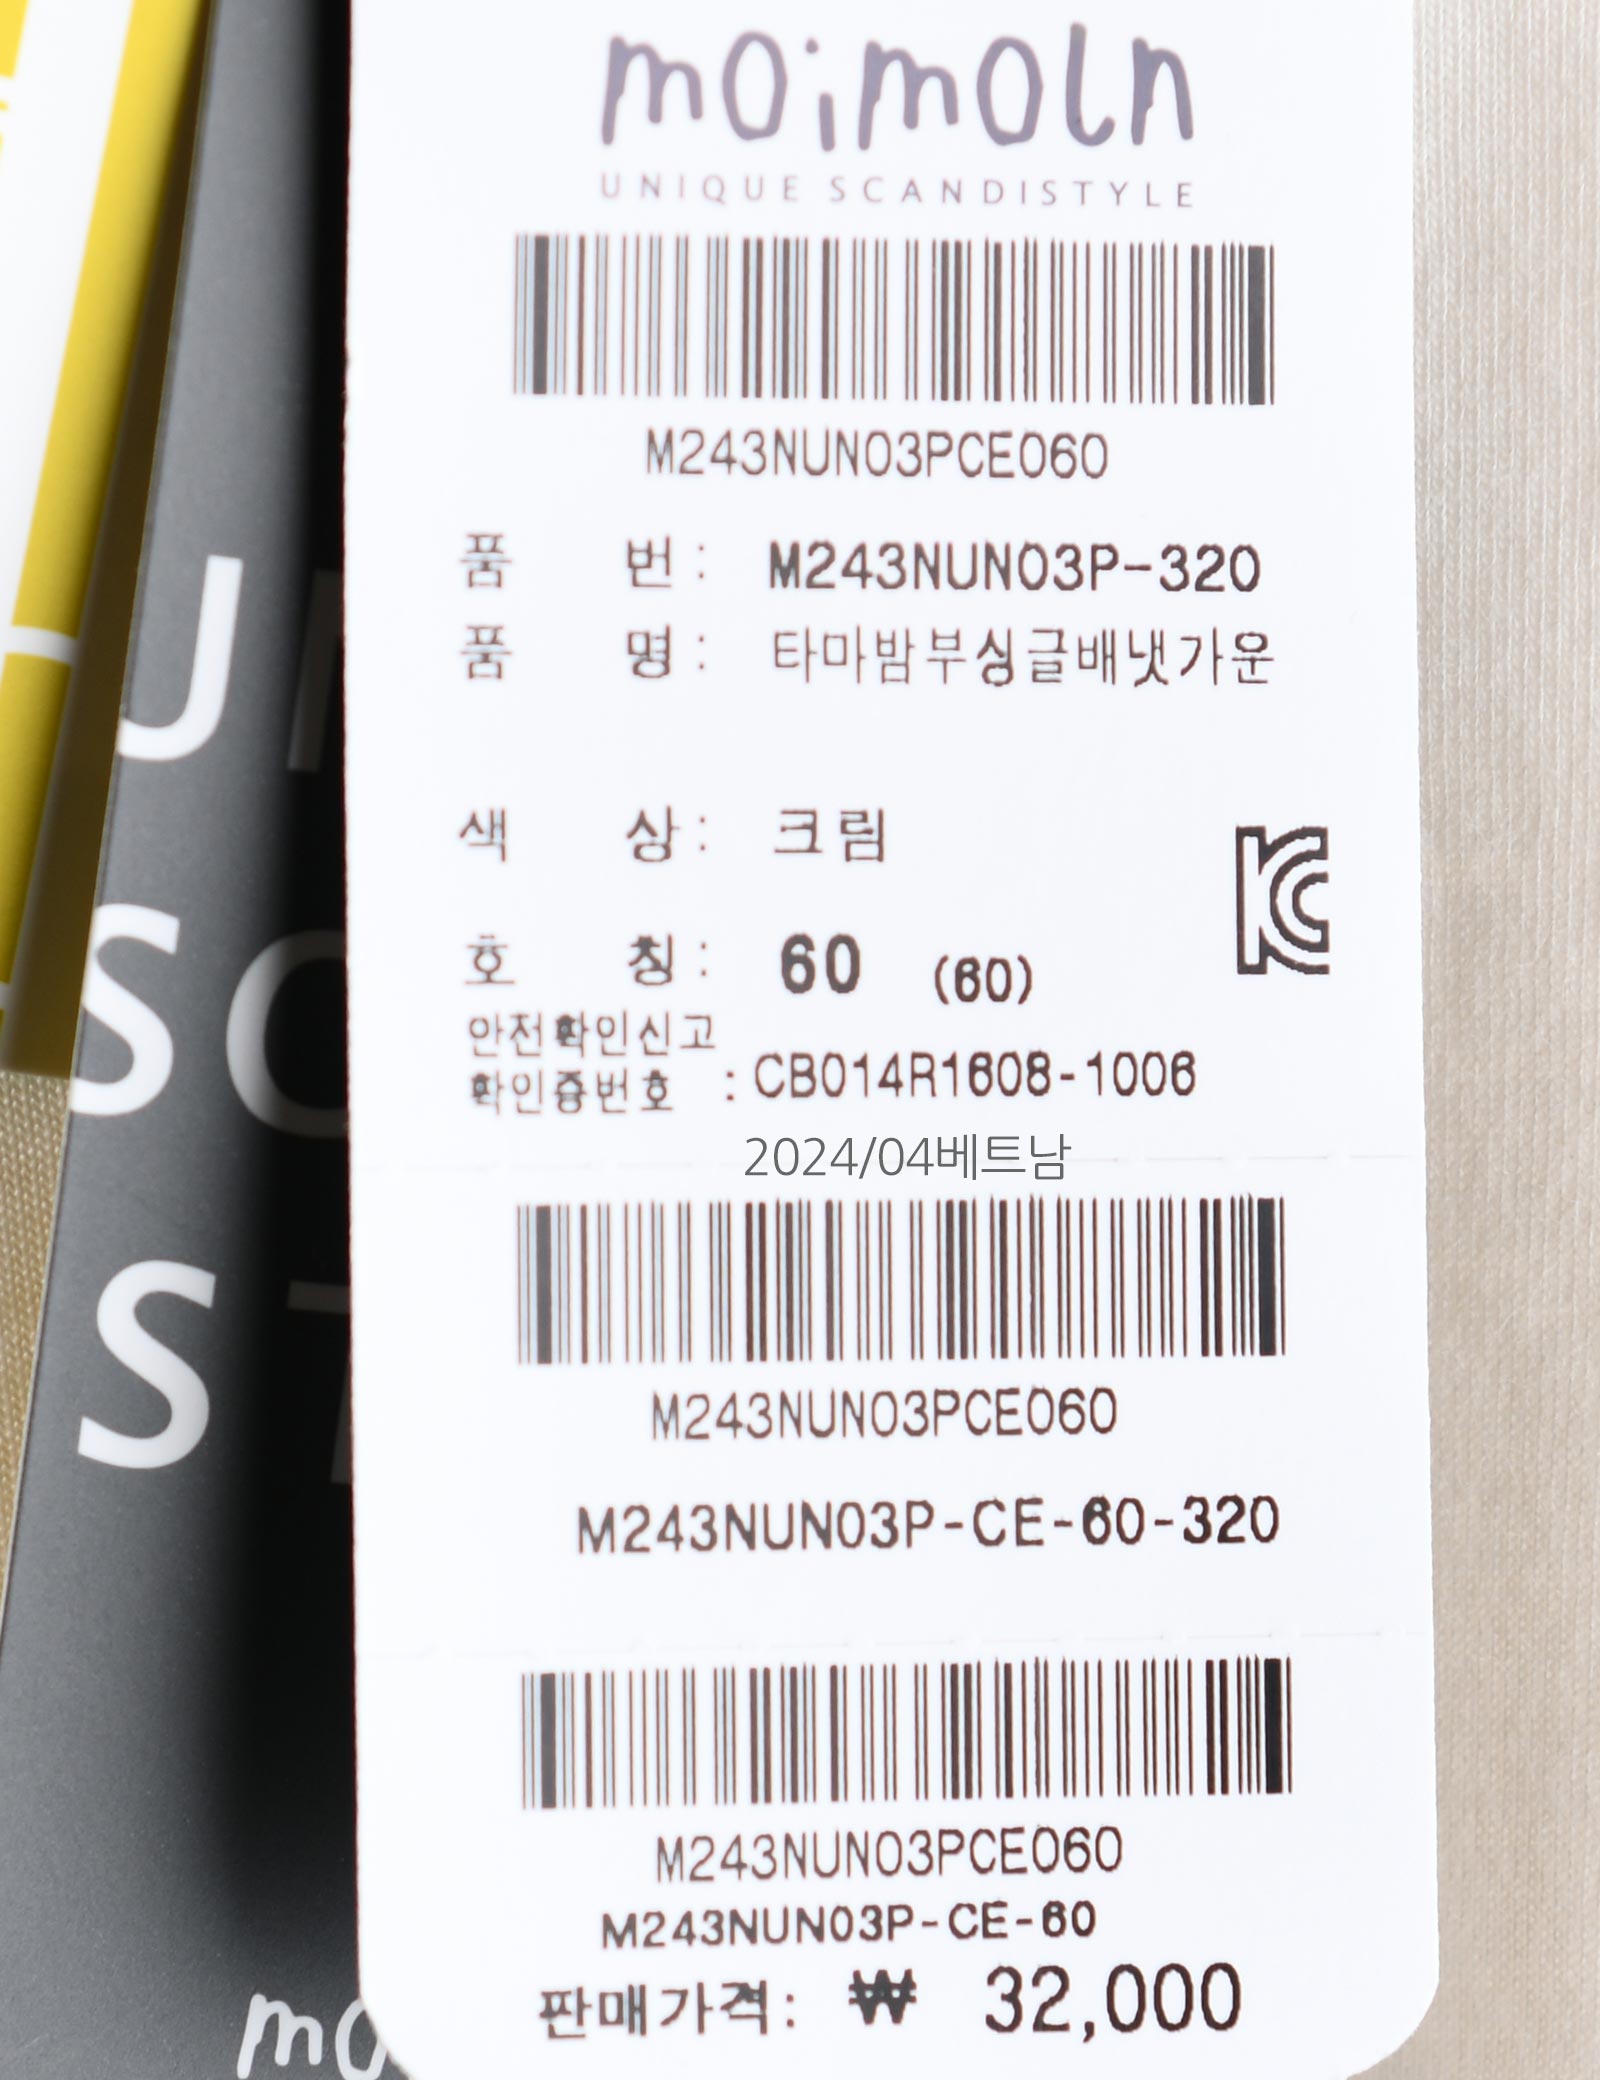 moimoln
UNIQUE SCANDISTYLE
M243NUN03PCE060
품 번 : M243NUN03P-320
품 명 : 타마밤부싱글배냇가운
색 상 : 크림
호 칭 : 60 (60)
안전확인신고
확인증번호 : CB014R1608-1006
2024/04베트남
M243NUN03PCE060
M243NUN03P-CE-60-320
M243NUN03PCE060
M243NUN03P-CE-60
판매가격: ₩ 32,000